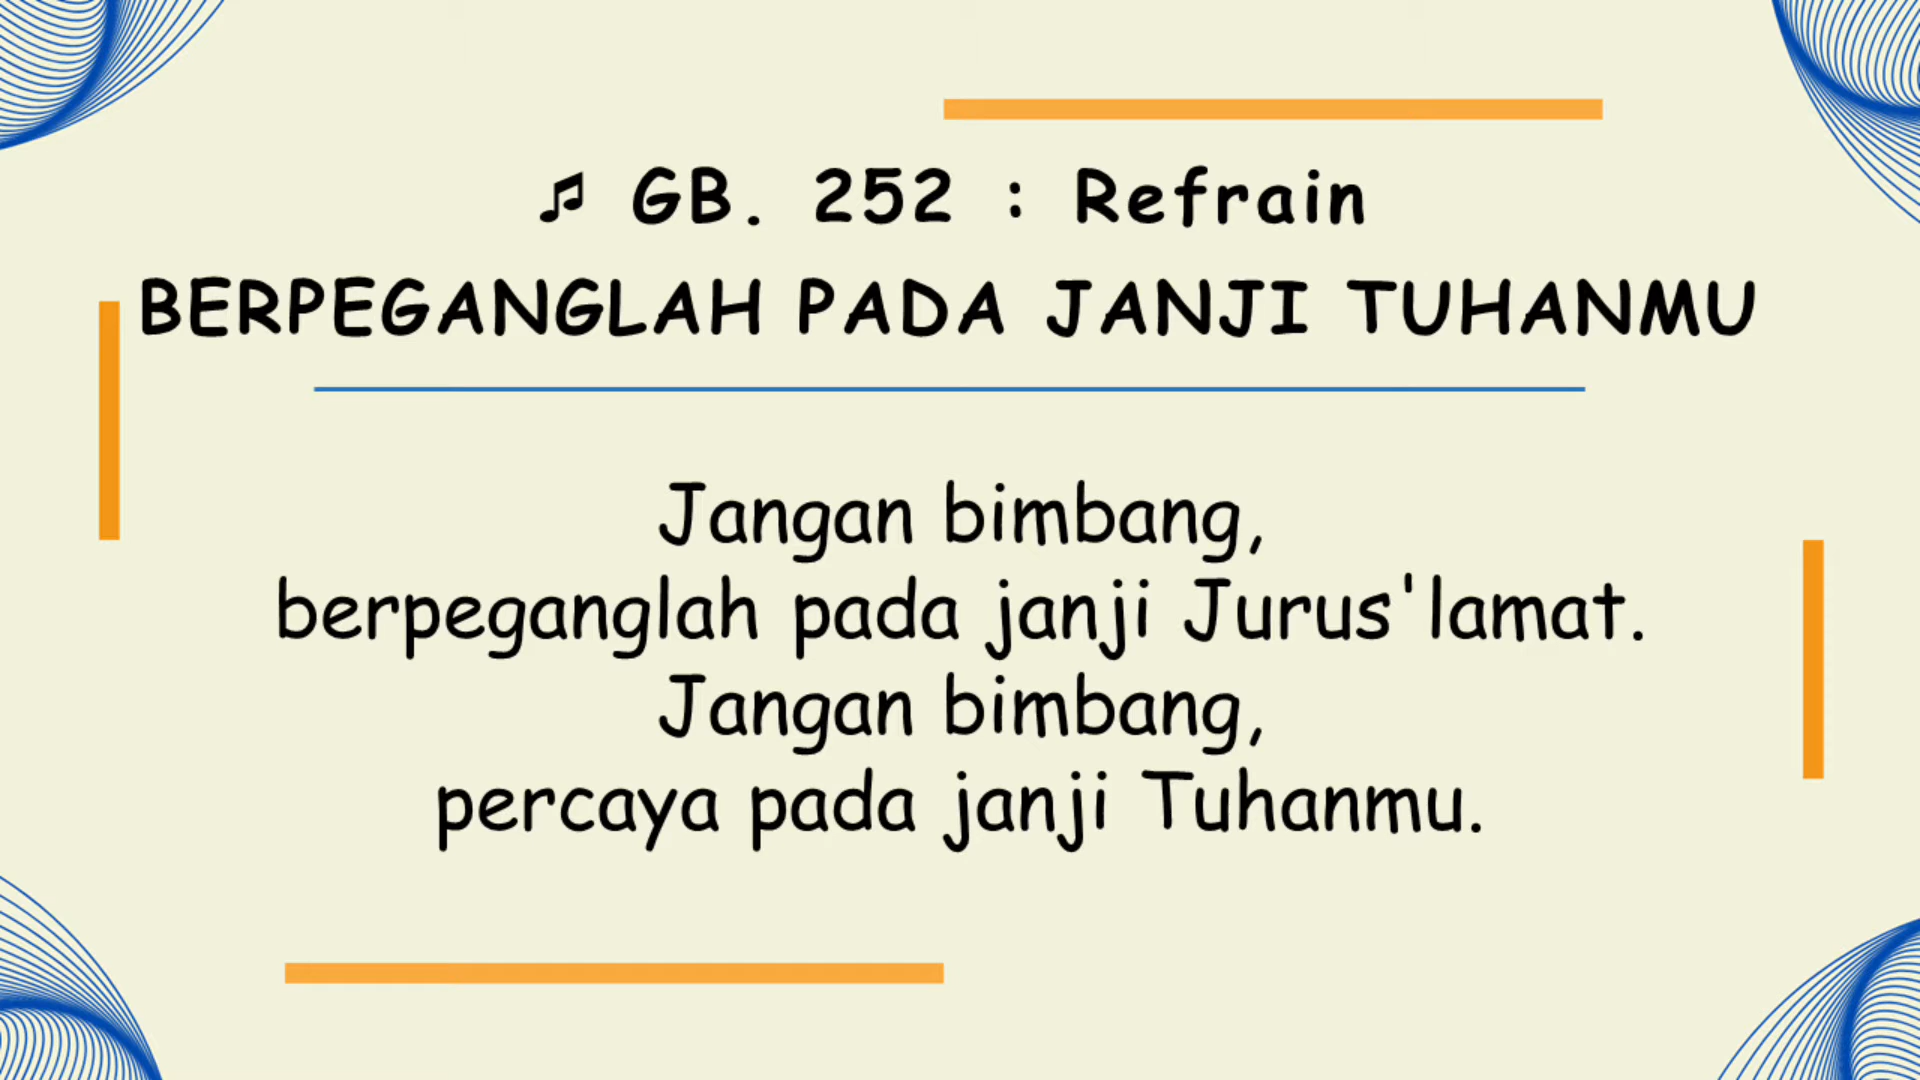 ♫ GB. 252 : Refrain
BERPEGANGLAH PADA JANJI TUHANMU
Jangan bimbang,
berpeganglah pada janji Jurus'lamat.
Jangan bimbang,
percaya pada janji Tuhanmu.